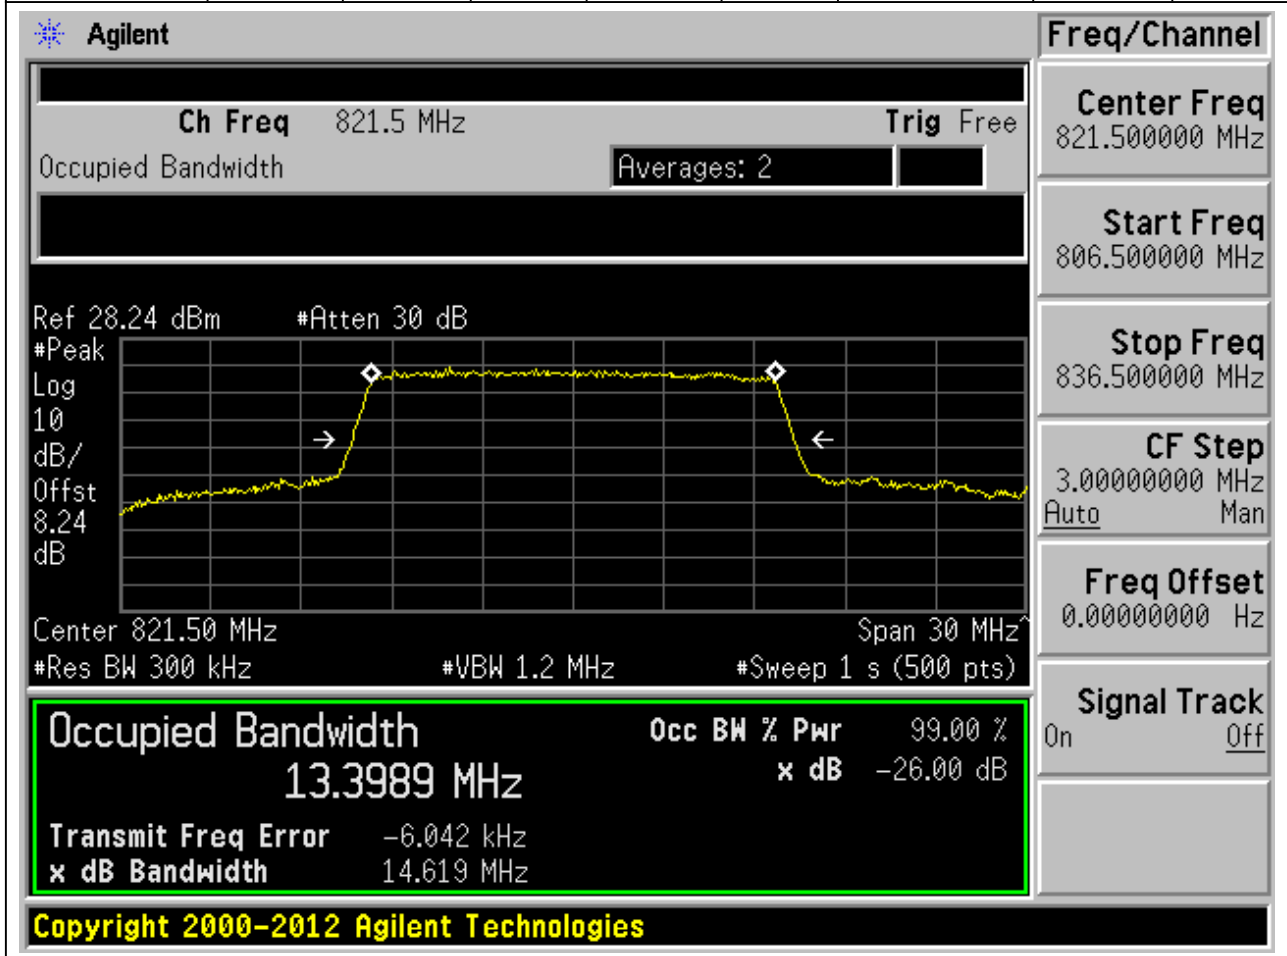 Agilent
Freq/Channel
Ch Freq 821.5 MHz Trig Free
Occupied Bandwidth Averages: 2
Center Freq
821.500000 MHz
Start Freq
806.500000 MHz
Stop Freq
836.500000 MHz
CF Step
3.00000000 MHz
Auto Man
Freq Offset
0.00000000 Hz
Signal Track
On Off
Ref 28.24 dBm #Atten 30 dB
#Peak
Log
10
dB/
Offst
8.24
dB
Center 821.50 MHz Span 30 MHz^
#Res BW 300 kHz #VBW 1.2 MHz #Sweep 1 s (500 pts)
Occupied Bandwidth
13.3989 MHz
Occ BW % Pwr 99.00 %
x dB -26.00 dB
Transmit Freq Error -6.042 kHz
x dB Bandwidth 14.619 MHz
Copyright 2000-2012 Agilent Technologies